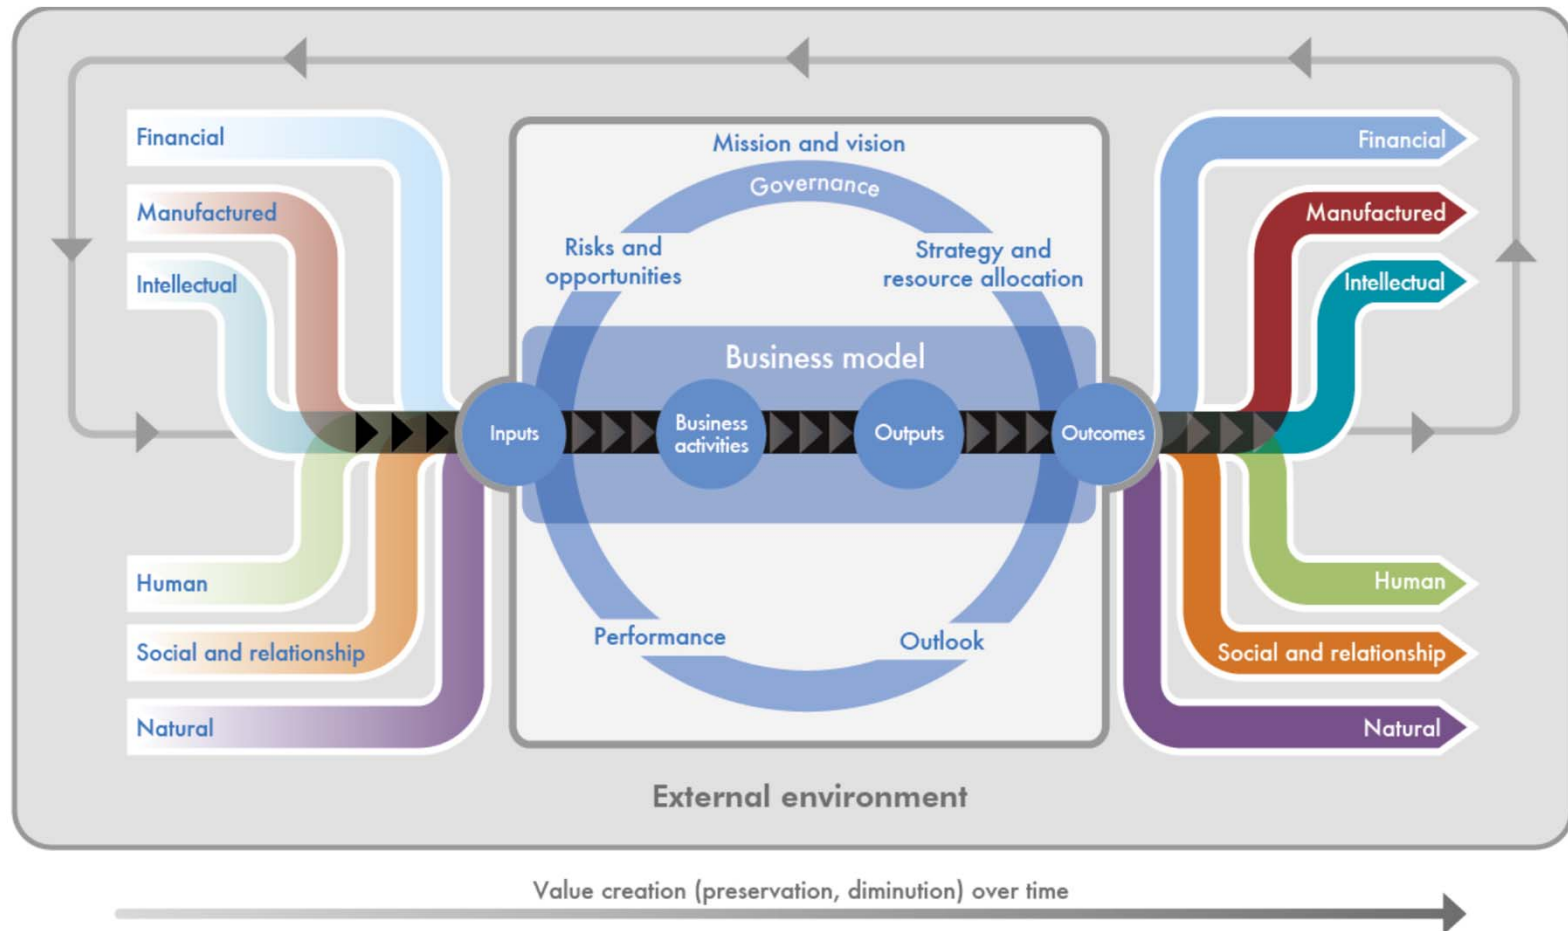 Financial
Manufactured
Intellectual
Human
Social and relationship
Natural
Mission and vision
Governance
Risks and
opportunities
Strategy and
resource allocation
Business model
Inputs
Business
activities
Outputs
Outcomes
Performance
Outlook
Financial
Manufactured
Intellectual
Human
Social and relationship
Natural
External environment
Value creation (preservation, diminution) over time